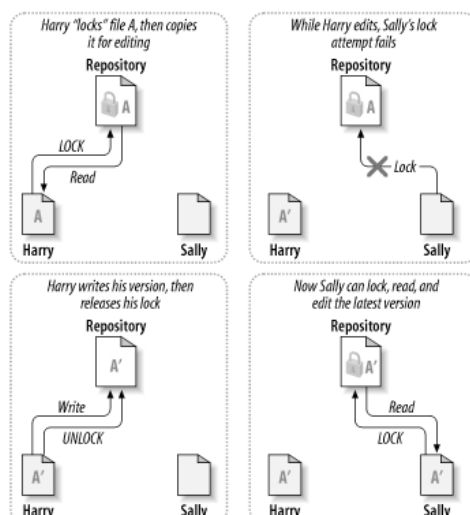 Harry "locks" file A, then copies
it for editing
Repository
A
LOCK
Read
A
Harry
Sally
While Harry edits, Sally's lock
attempt fails
Repository
A
Lock
A'
Harry
Sally
Harry writes his version, then
releases his lock
Repository
A'
Write
UNLOCK
A'
Harry
Sally
Now Sally can lock, read, and
edit the latest version
Repository
A'
Read
LOCK
A'
A'
Harry
Sally